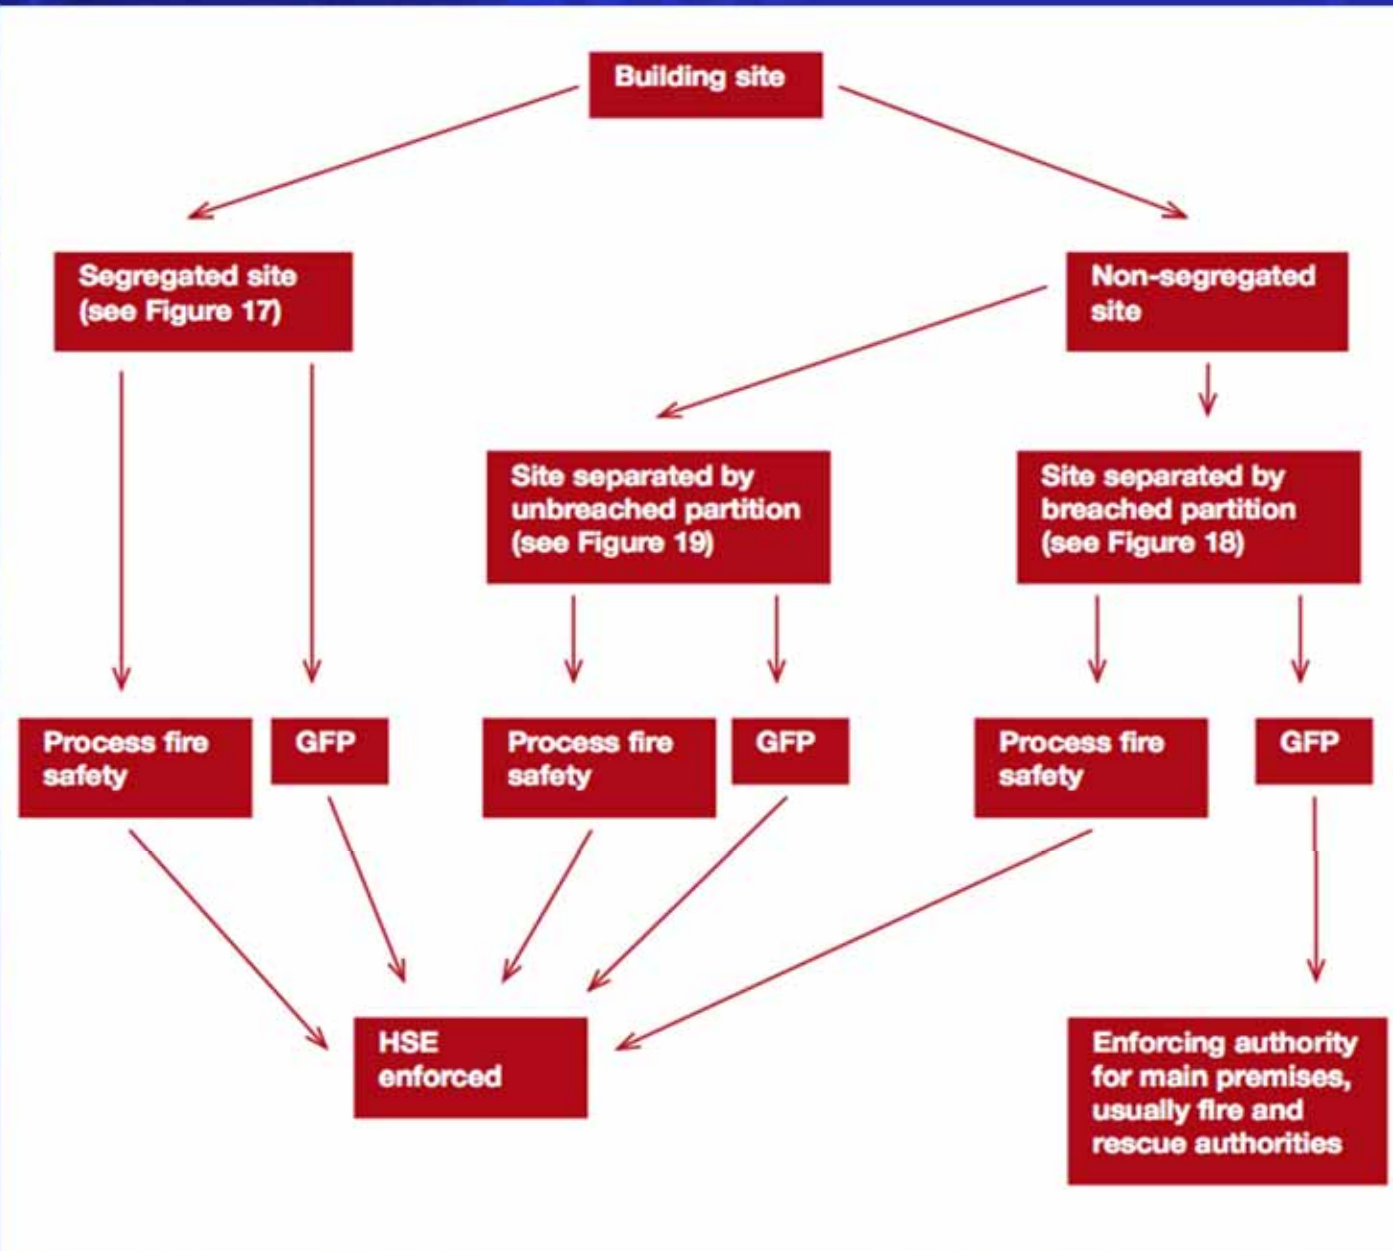 Building site
Segregated site
(see Figure 17)
Non-segregated
site
Site separated by
unbreached partition
(see Figure 19)
Site separated by
breached partition
(see Figure 18)
Process fire
safety
GFP
Process fire
safety
GFP
Process fire
safety
GFP
HSE
enforced
Enforcing authority
for main premises,
usually fire and
rescue authorities